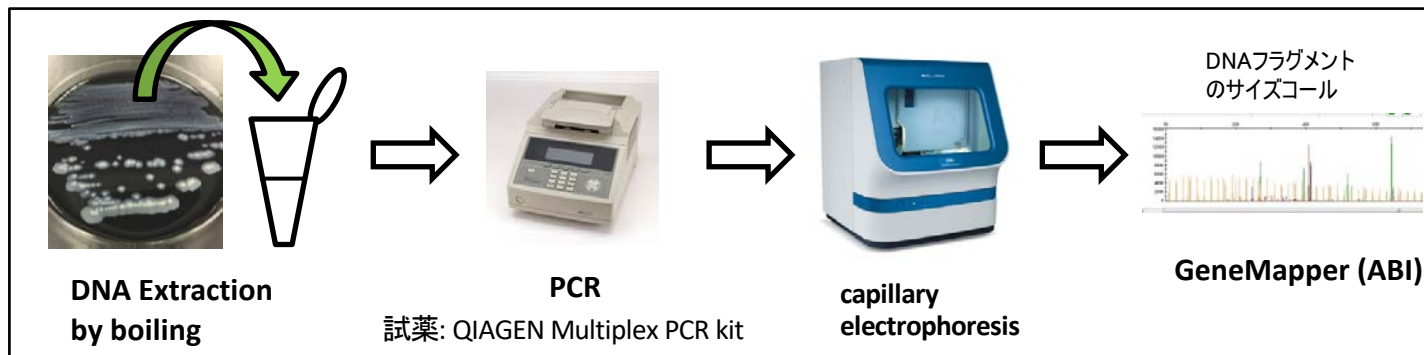 DNA Extraction
by boiling
PCR
試薬: QIAGEN Multiplex PCR kit
capillary
electrophoresis
DNAフラグメント
のサイズコール
GeneMapper (ABI)